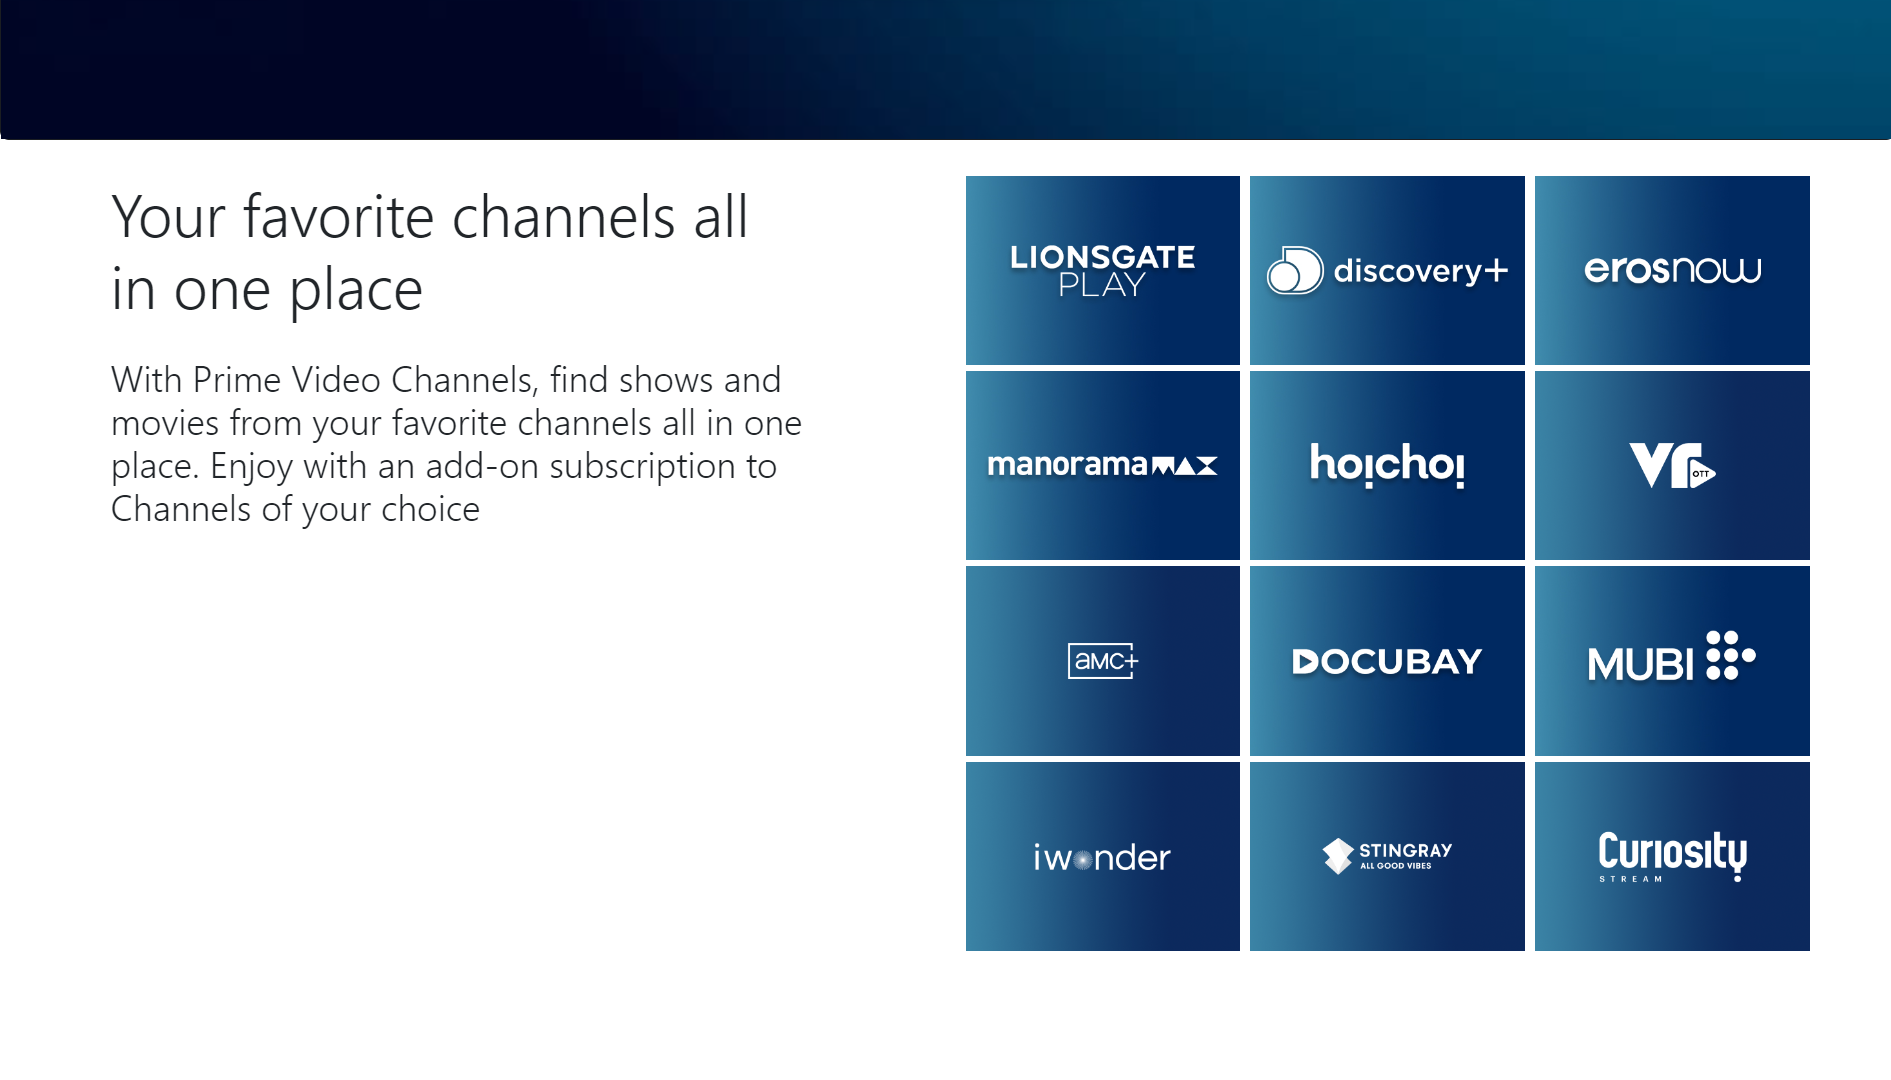 Your favorite channels all
in one place
With Prime Video Channels, find shows and
movies from your favorite channels all in one
place. Enjoy with an add-on subscription to
Channels of your choice
LIONSGATE
PLAY
discovery+
erosnow
manoramamax
hoichoi
vr
OTT
aMC+
DOCUBAY
MUBI
iwonder
STINGRAY
ALL GOOD VIBES
Curiosity
STREAM